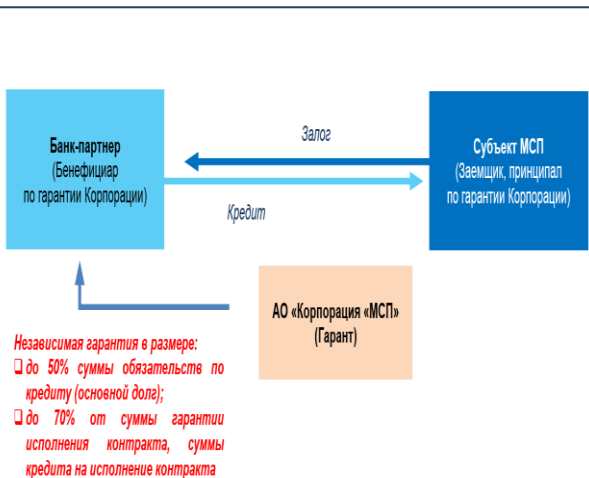 Банк-партнер
(Бенефициар
по гарантии Корпорации)
Залог
Кредит
Субъект МСП
(Заемщик, принципал
по гарантии Корпорации)
АО «Корпорация «МСП»
(Гарант)
Независимая гарантия в размере:
❑ до 50% суммы обязательств по
кредиту (основной долг);
❑ до 70% от суммы гарантии
исполнения контракта, суммы
кредита на исполнение контракта